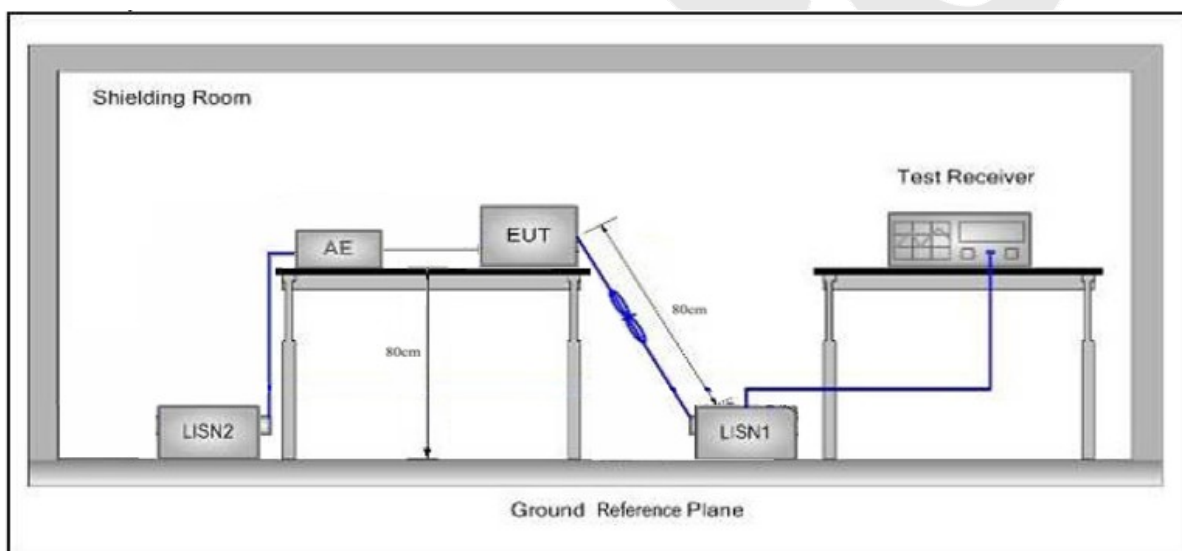 Shielding Room
Test Receiver
AE
EUT
80cm
80cm
LISN2
LISN1
Ground Reference Plane